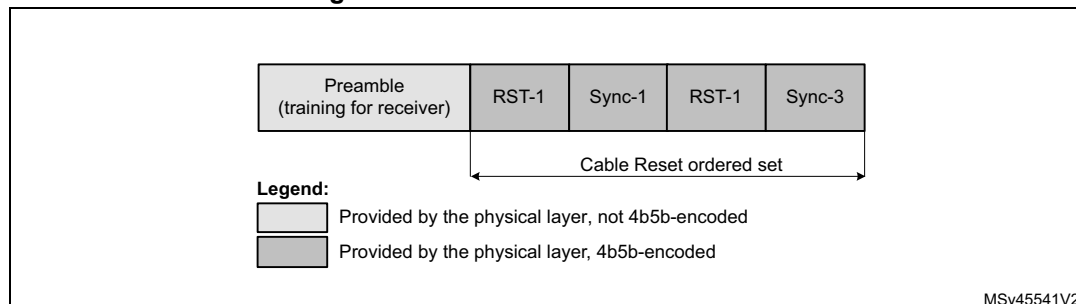 Preamble
(training for receiver)
RST-1
Sync-1
RST-1
Sync-3
Cable Reset ordered set
Legend:
Provided by the physical layer, not 4b5b-encoded
Provided by the physical layer, 4b5b-encoded
MSv45541V2